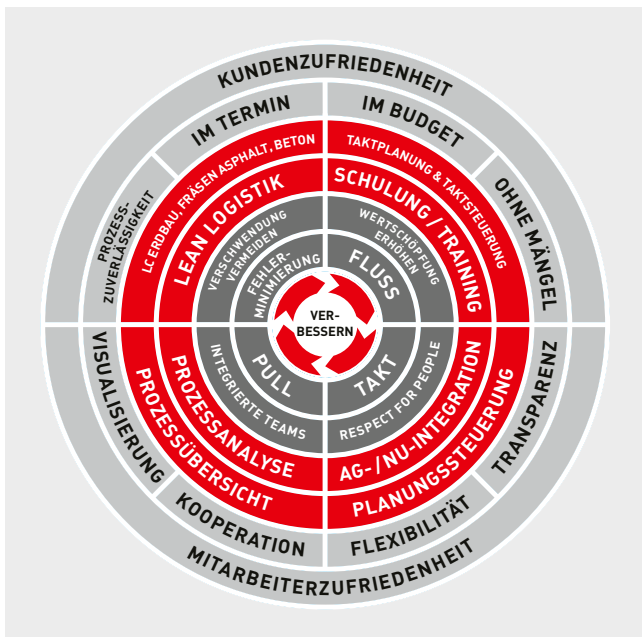 KUNDENZUFRIEDENHEIT
IM TERMIN
IM BUDGET
PROZESS-
ZUVERLÄSSIGKEIT
OHNE MÄNGEL
LC ERDBAU, FRÄSEN ASPHALT, BETON
TAKTPLANUNG & TAKTSTEUERUNG
LEAN LOGISTIK
SCHULUNG / TRAINING
VERSCHWENDUNG
VERMEIDEN
WERTSCHÖPFUNG
ERHÖHEN
FEHLER-
MINIMIERUNG
FLUSS
VER-
BESSERN
PULL
TAKT
INTEGRIERTE TEAMS
RESPECT FOR PEOPLE
PROZESSANALYSE
AG- / NU-INTEGRATION
PROZESSÜBERSICHT
PLANUNGSSTEUERUNG
VISUALISIERUNG
TRANSPARENZ
KOOPERATION
FLEXIBILITÄT
MITARBEITERZUFRIEDENHEIT